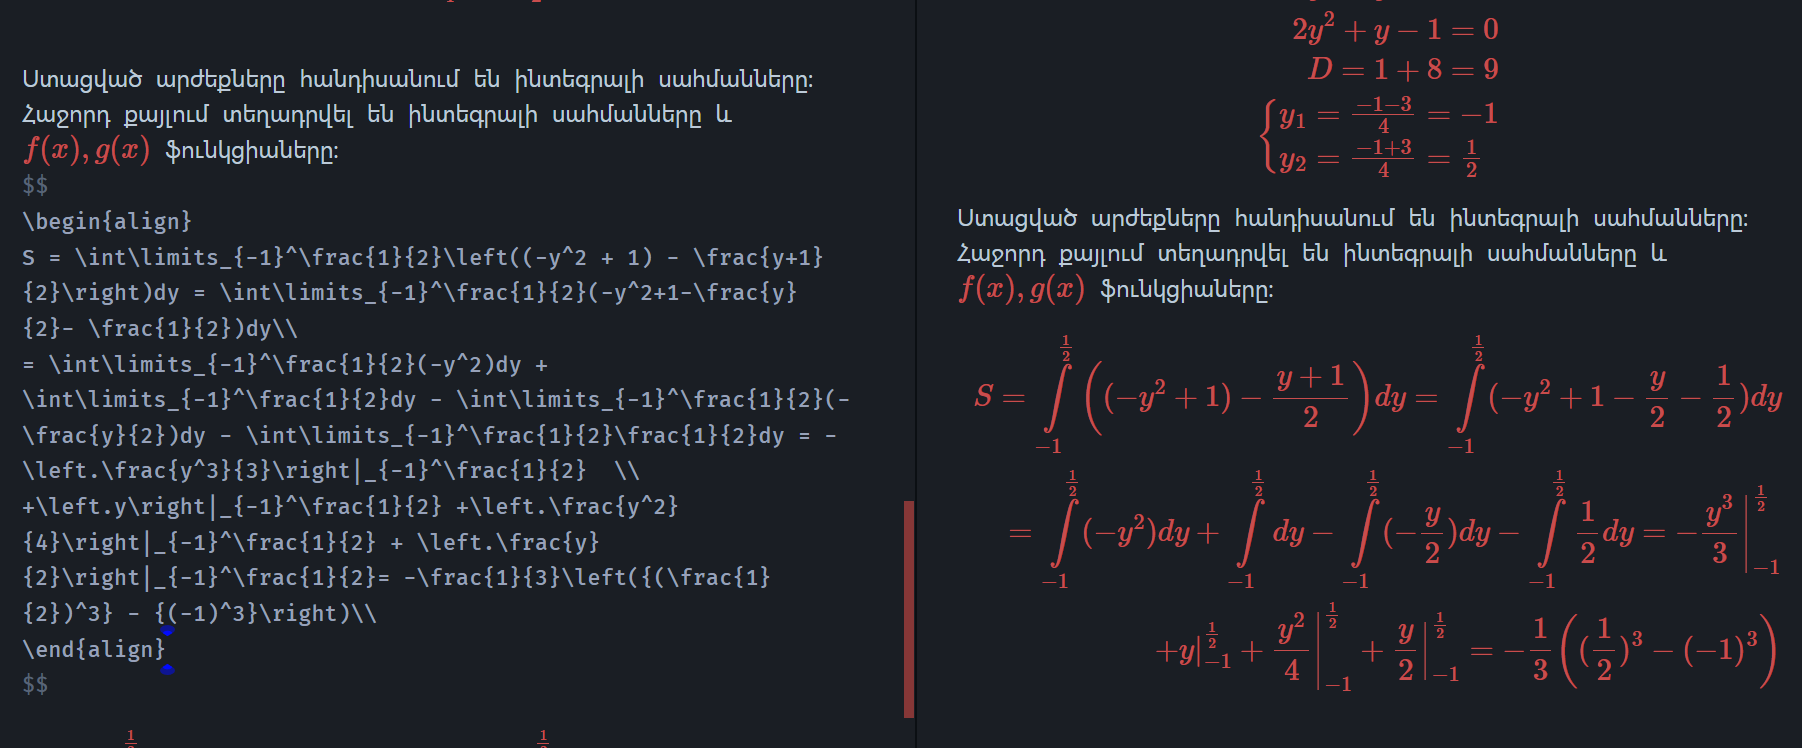 Ստացված արժեքները հանդիսանում են ինտեգրալի սահմանները։
Հաջորդ քայլում տեղադրվել են ինտեգրալի սահմանները և
f(x), g(x) ֆունկցիաները։
$$
\begin{align}
S = \int\limits_{-1}^\frac{1}{2}\left((-y^2 + 1) - \frac{y+1}
{2}\right)dy = \int\limits_{-1}^\frac{1}{2}(-y^2+1-\frac{y}
{2}- \frac{1}{2})dy\\
= \int\limits_{-1}^\frac{1}{2}(-y^2)dy +
\int\limits_{-1}^\frac{1}{2}dy - \int\limits_{-1}^\frac{1}{2}(-
\frac{y}{2})dy - \int\limits_{-1}^\frac{1}{2}\frac{1}{2}dy = -
\left.\frac{y^3}{3}\right|_{-1}^\frac{1}{2}  \\
+\left.y\right|_{-1}^\frac{1}{2} +\left.\frac{y^2}
{4}\right|_{-1}^\frac{1}{2} + \left.\frac{y}
{2}\right|_{-1}^\frac{1}{2}= -\frac{1}{3}\left({(\frac{1}
{2})^3} - {(-1)^3}\right)\\
\end{align}
$$
2y^2 + y - 1 = 0
D = 1 + 8 = 9
y_1 = \frac{-1-3}{4} = -1
y_2 = \frac{-1+3}{4} = \frac{1}{2}
Ստացված արժեքները հանդիսանում են ինտեգրալի սահմանները։
Հաջորդ քայլում տեղադրվել են ինտեգրալի սահմանները և
f(x), g(x) ֆունկցիաները։
S = \int\limits_{-1}^{\frac{1}{2}} \left((-y^2 + 1) - \frac{y+1}{2}\right)dy = \int\limits_{-1}^{\frac{1}{2}} (-y^2 + 1 - \frac{y}{2} - \frac{1}{2})dy
= \int\limits_{-1}^{\frac{1}{2}} (-y^2)dy + \int\limits_{-1}^{\frac{1}{2}} dy - \int\limits_{-1}^{\frac{1}{2}} (-\frac{y}{2})dy - \int\limits_{-1}^{\frac{1}{2}} \frac{1}{2}dy = -\left.\frac{y^3}{3}\right|_{-1}^{\frac{1}{2}}
+y|_{-1}^{\frac{1}{2}} + \left.\frac{y^2}{4}\right|_{-1}^{\frac{1}{2}} + \left.\frac{y}{2}\right|_{-1}^{\frac{1}{2}} = -\frac{1}{3}\left((\frac{1}{2})^3 - (-1)^3\right)